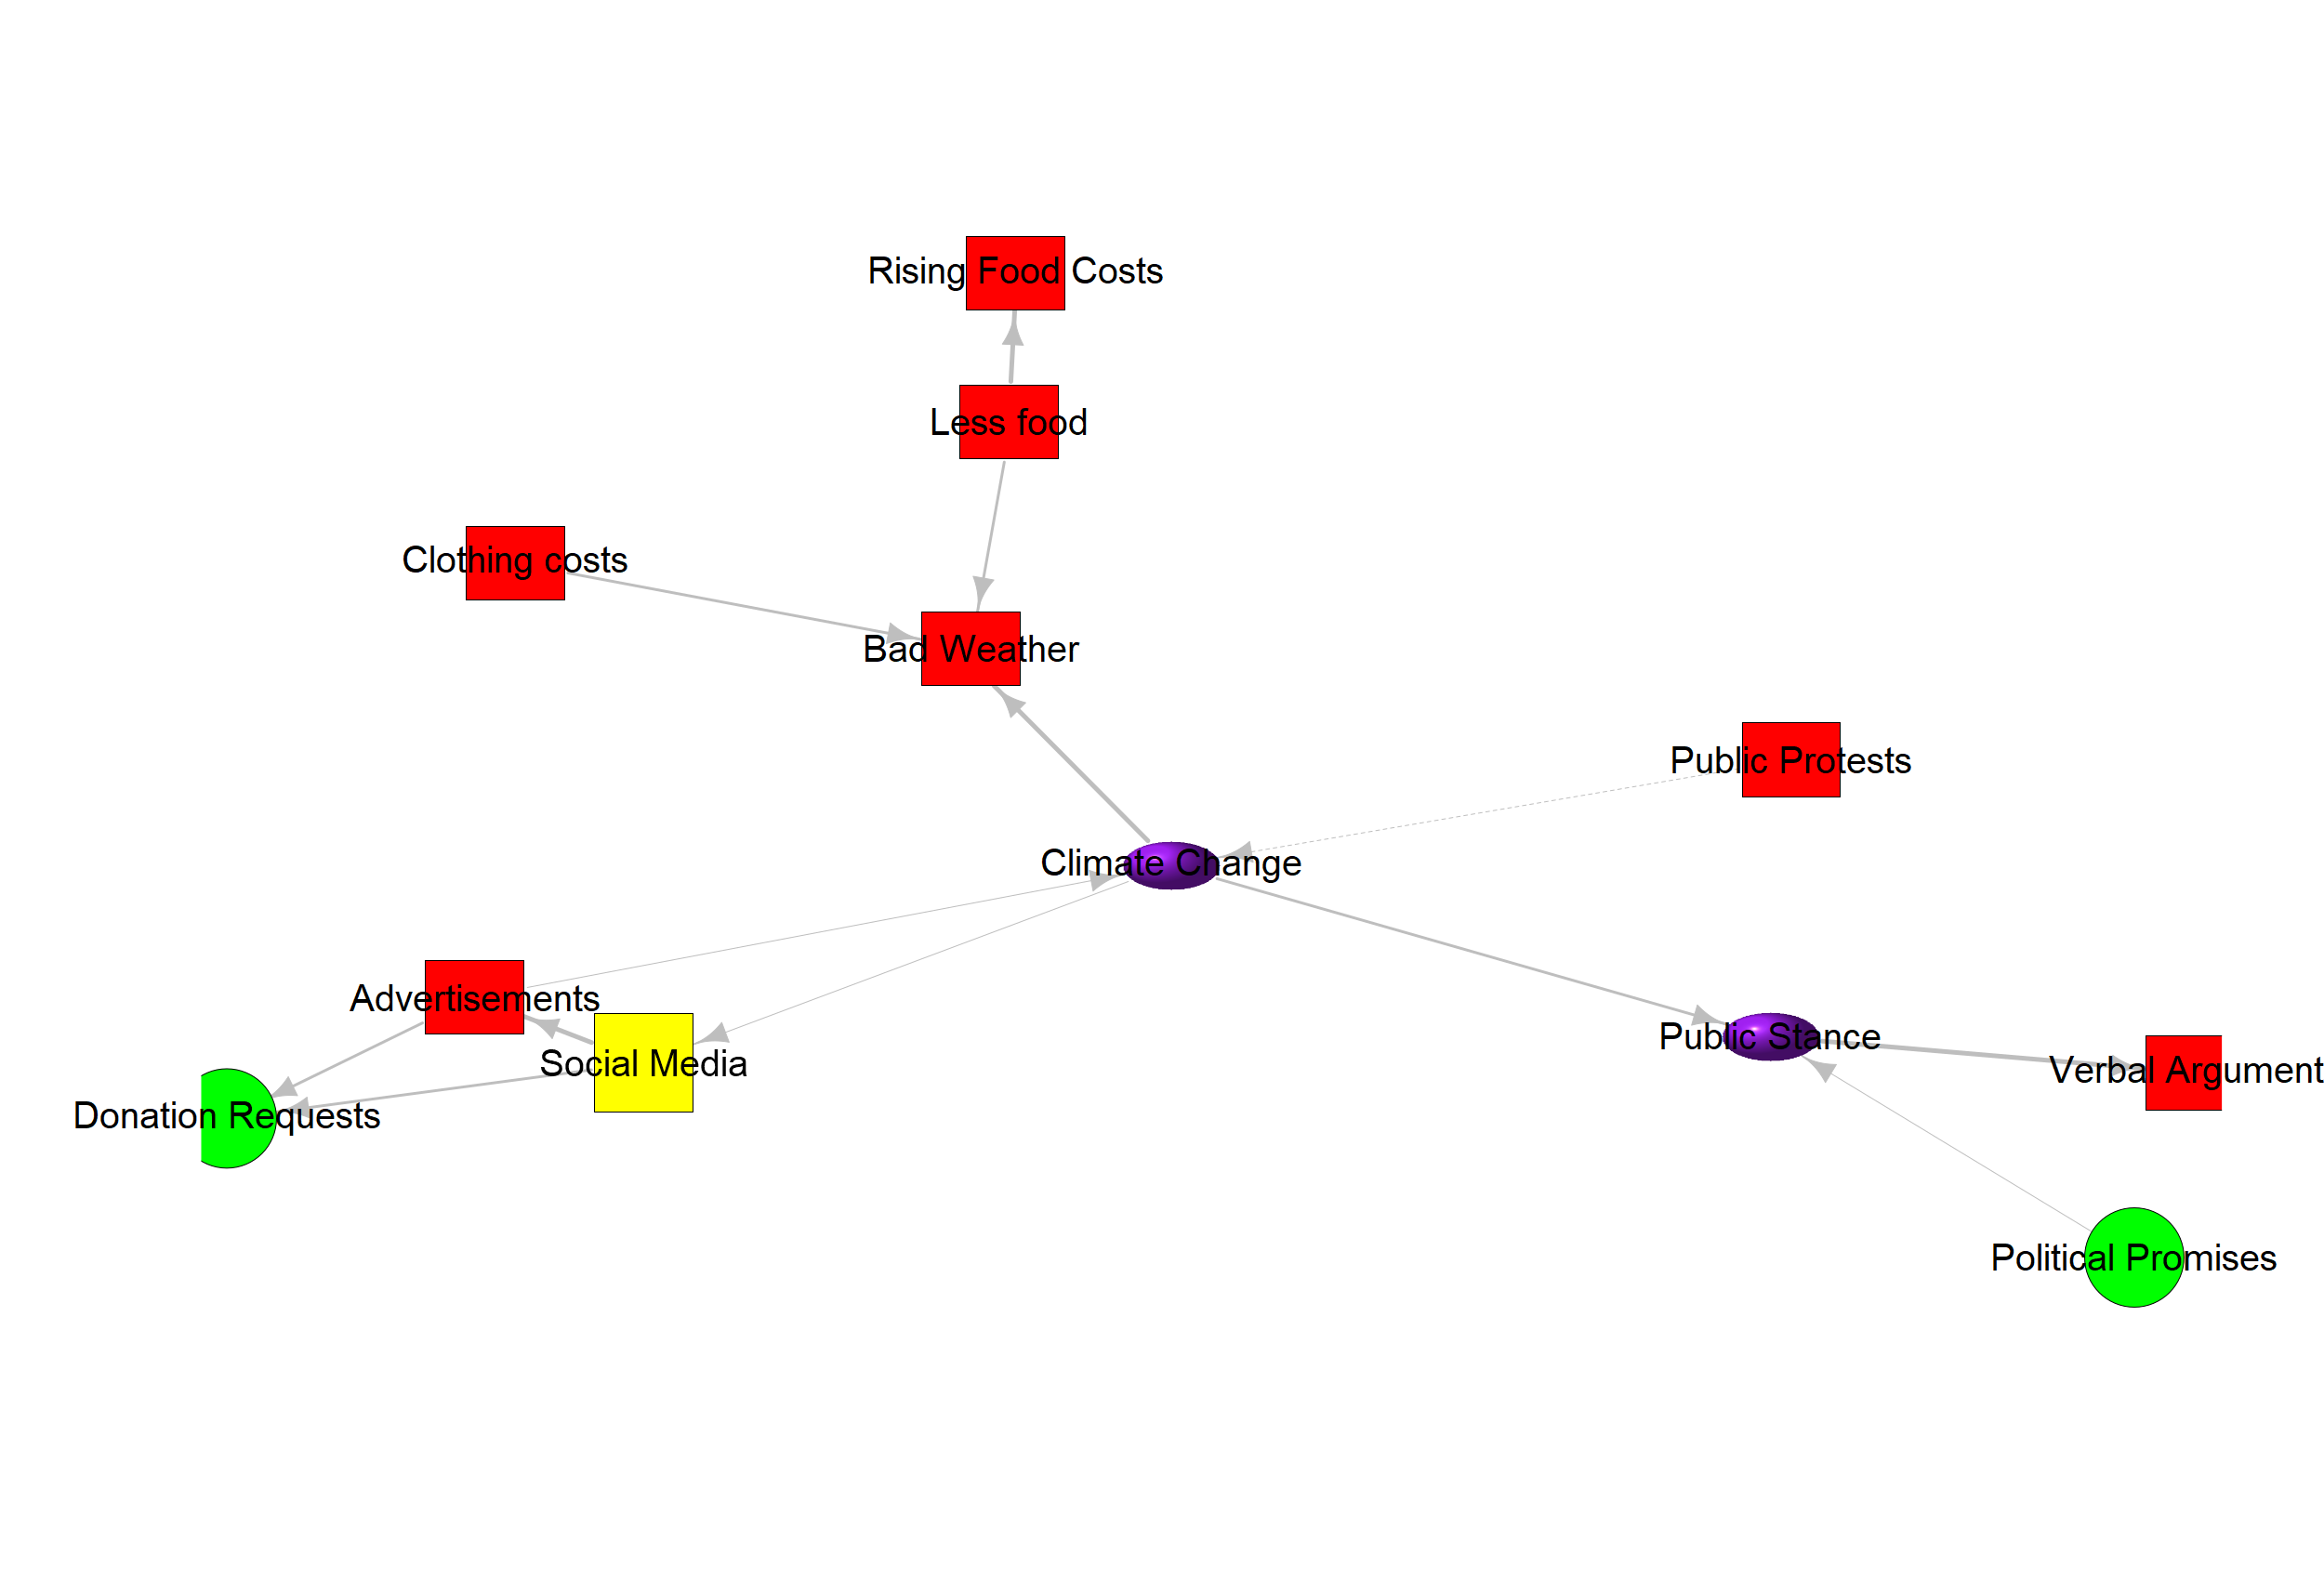 Rising Food Costs
Less food
Clothing costs
Bad Weather
Public Protests
Climate Change
Advertisements
Public Stance
Social Media
Verbal Argument
Donation Requests
Political Promises